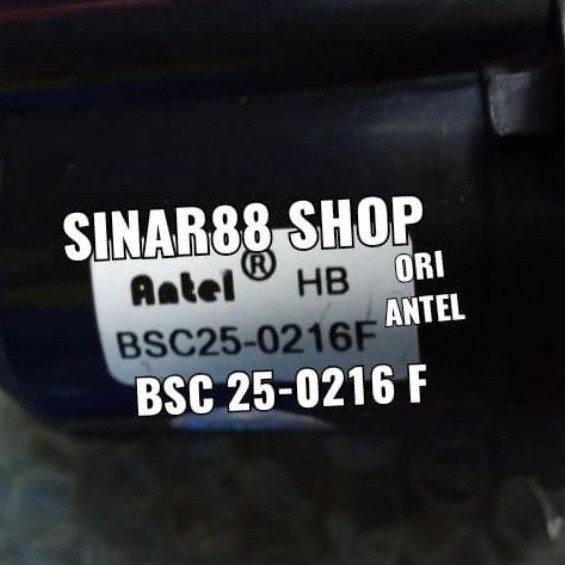 SINAR88 SHOP
Antel® HB
ORI
ANTEL
BSC25-0216F
BSC 25-0216 F